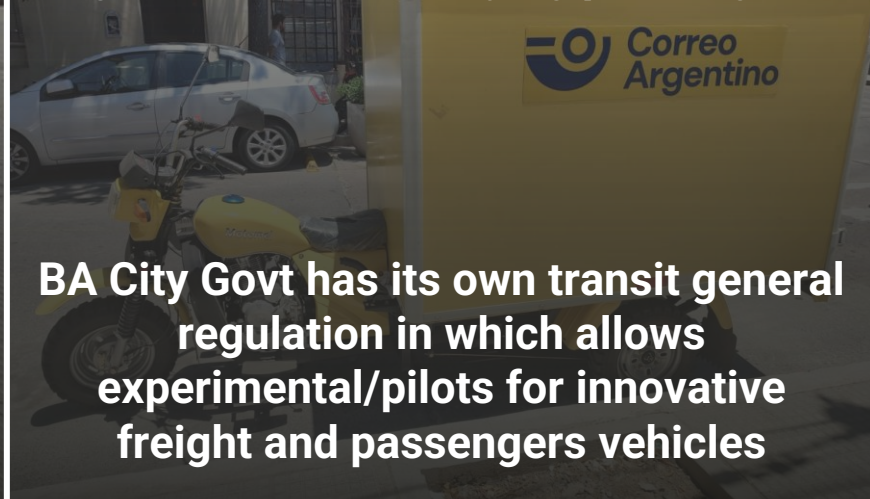 Correo
Argentino
BA City Govt has its own transit general
regulation in which allows
experimental/pilots for innovative
freight and passengers vehicles